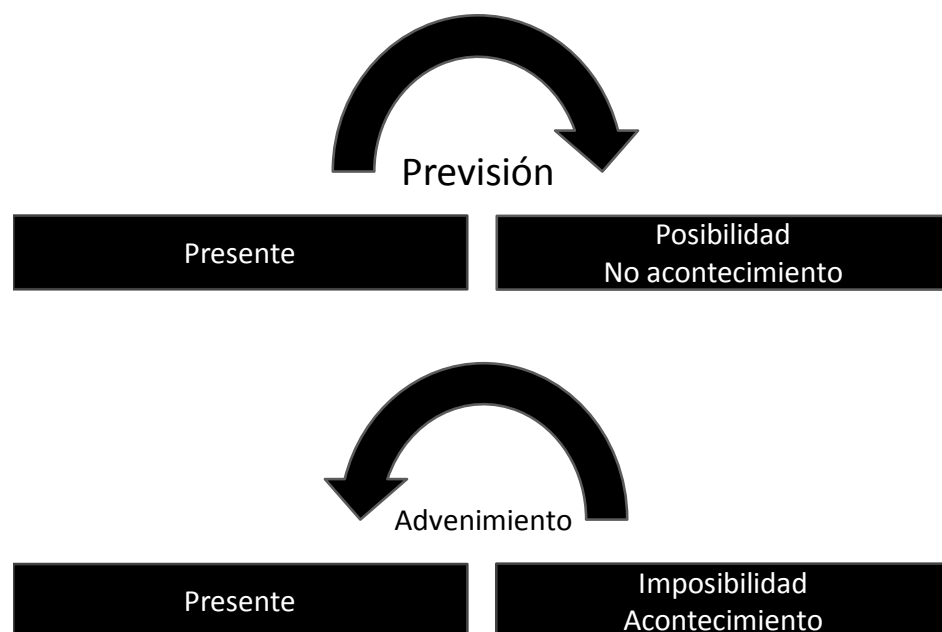 Previsión
Presente
Posibilidad
No acontecimiento
Advenimiento
Presente
Imposibilidad
Acontecimiento